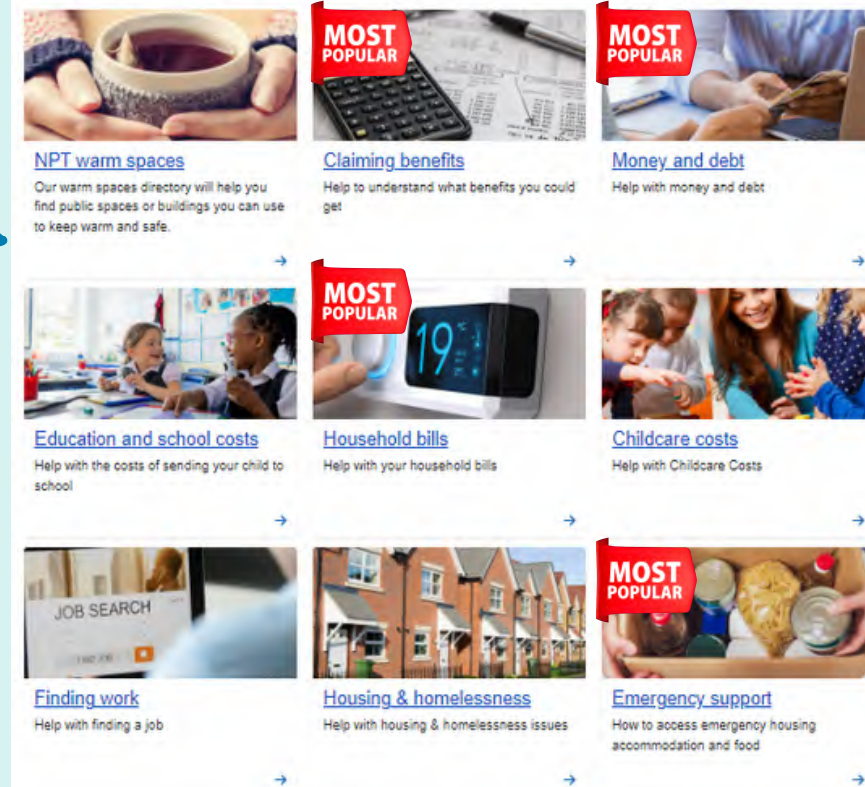 MOST
POPULAR
MOST
POPULAR
NPT warm spaces
Our warm spaces directory will help you
find public spaces or buildings you can use
to keep warm and safe.
→
Claiming benefits
Help to understand what benefits you could
get
→
Money and debt
Help with money and debt
→
MOST
POPULAR
19
Education and school costs
Help with the costs of sending your child to
school
→
Household bills
Help with your household bills
→
Childcare costs
Help with Childcare Costs
→
JOB SEARCH
MOST
POPULAR
Finding work
Help with finding a job
→
Housing & homelessness
Help with housing & homelessness issues
→
Emergency support
How to access emergency housing
accommodation and food
→